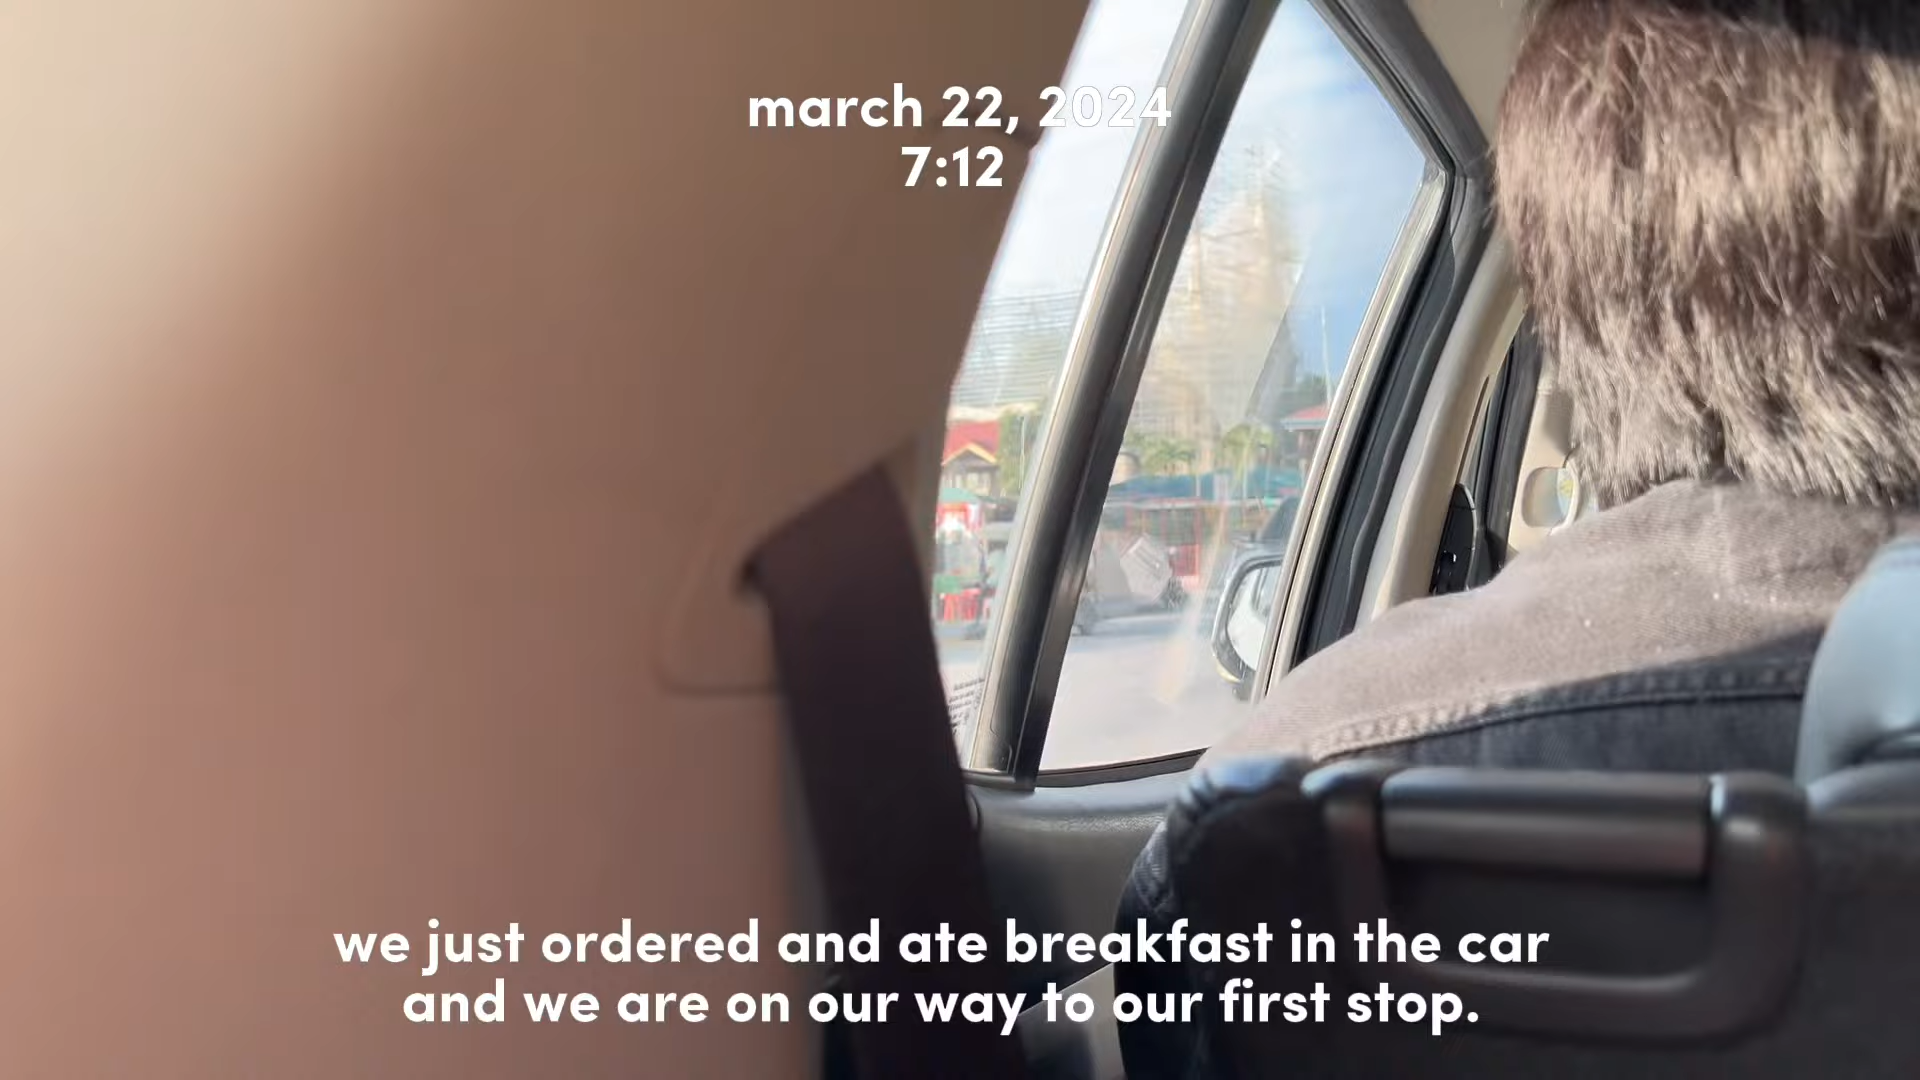 march 22, 2024
7:12
we just ordered and ate breakfast in the car
and we are on our way to our first stop.